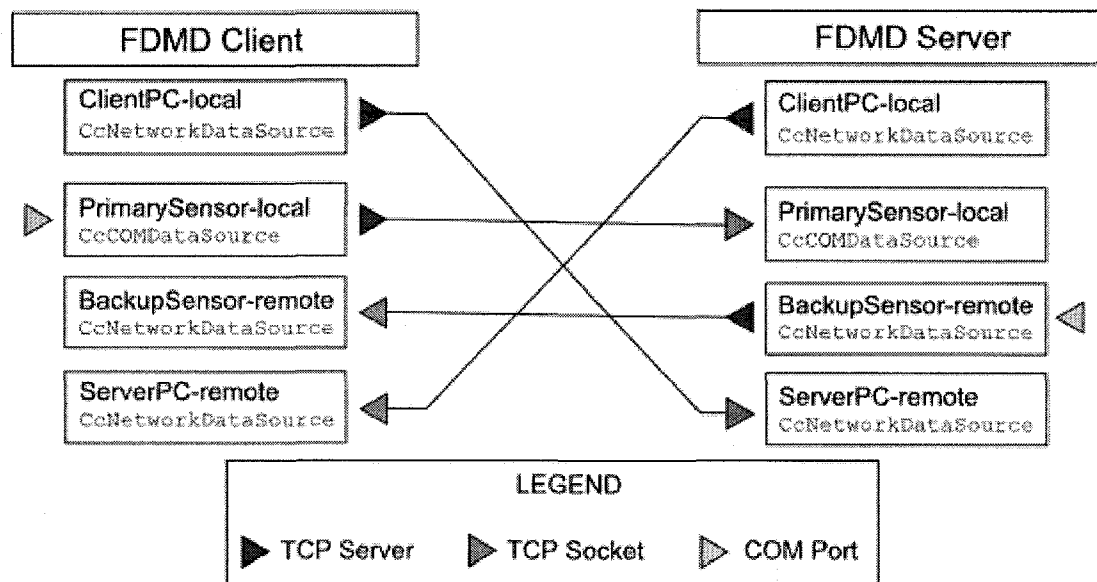 FDMD Client
FDMD Server
ClientPC-local
CcNetworkDataSource
ClientPC-local
CcNetworkDataSource
PrimarySensor-local
CcCOMDataSource
PrimarySensor-local
CcCOMDataSource
BackupSensor-remote
CcNetworkDataSource
BackupSensor-remote
CcNetworkDataSource
ServerPC-remote
CcNetworkDataSource
ServerPC-remote
CcNetworkDataSource
LEGEND
TCP Server
TCP Socket
COM Port